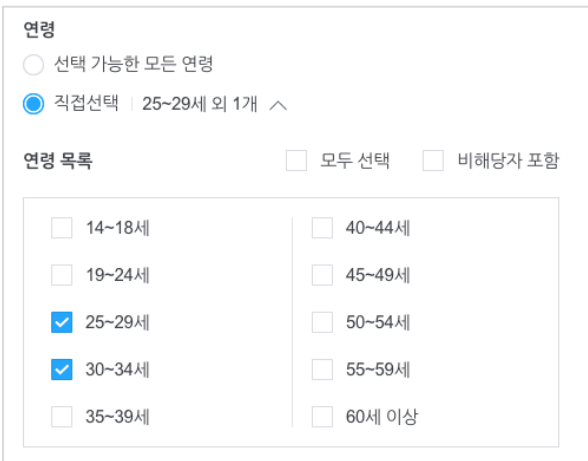 연령
선택 가능한 모든 연령
직접선택 25~29세 외 1개
연령 목록 모두 선택 비해당자 포함
14~18세 40~44세
19~24세 45~49세
25~29세 50~54세
30~34세 55~59세
35~39세 60세 이상